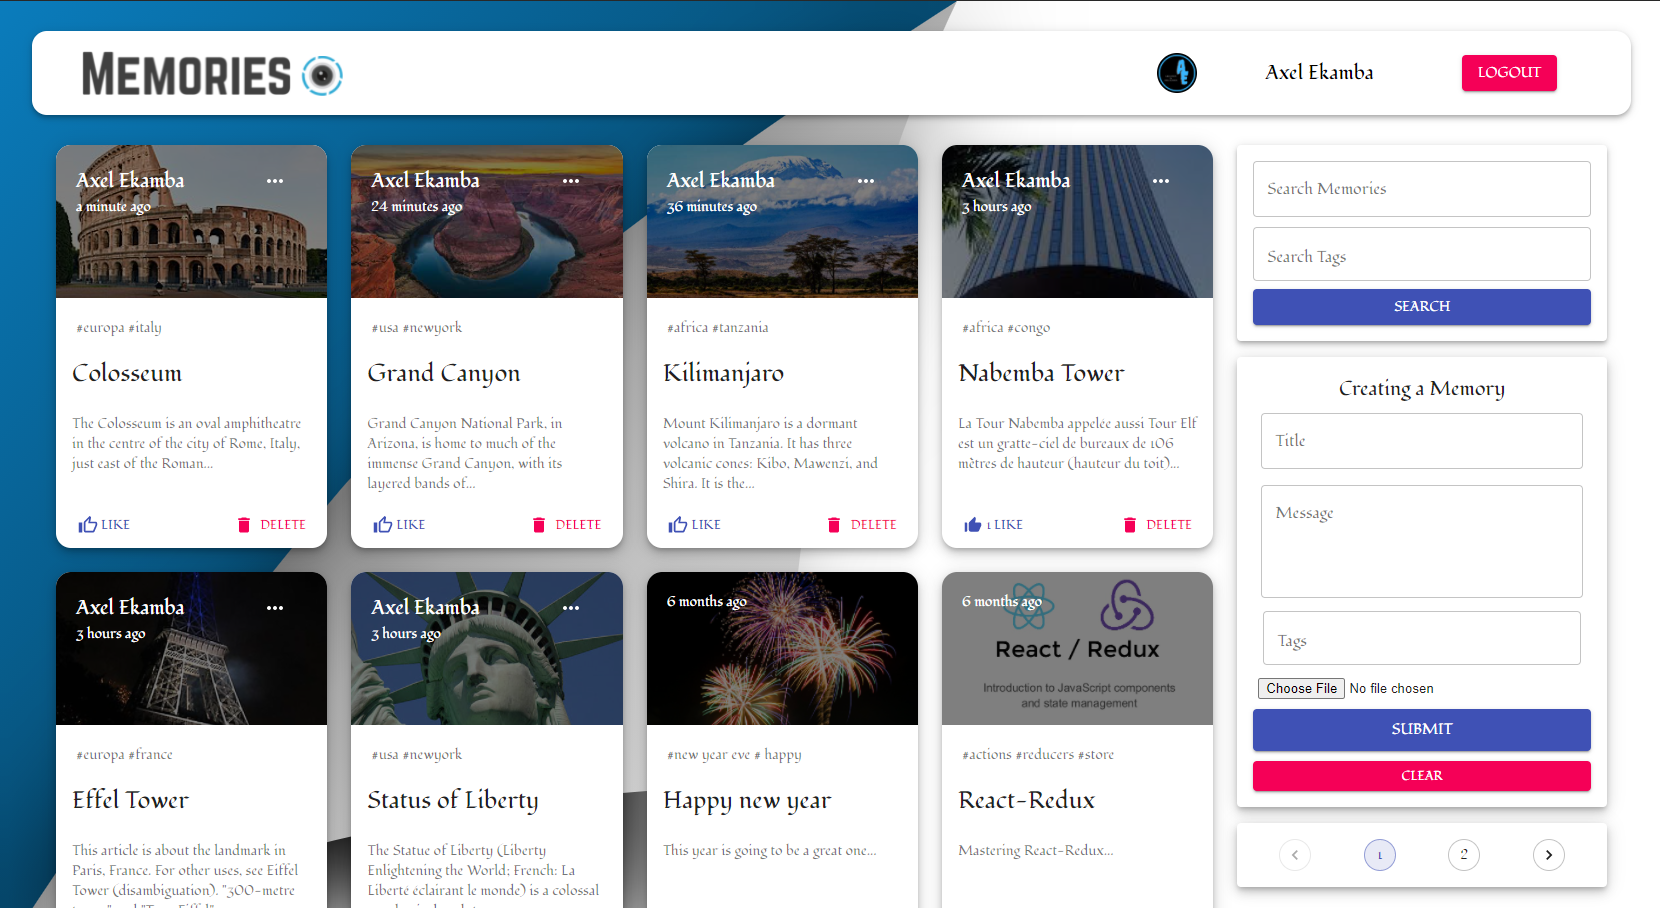 MEMORIES
Axel Ekamba
LOGOUT
Axel Ekamba
a minute ago
#europa #italy
Colosseum
The Colosseum is an oval amphitheatre
in the centre of the city of Rome, Italy,
just east of the Roman...
LIKE
DELETE
Axel Ekamba
24 minutes ago
#usa #newyork
Grand Canyon
Grand Canyon National Park, in
Arizona, is home to much of the
immense Grand Canyon, with its
layered bands of...
LIKE
DELETE
Axel Ekamba
36 minutes ago
#africa #tanzania
Kilimanjaro
Mount Kilimanjaro is a dormant
volcano in Tanzania. It has three
volcanic cones: Kibo, Mawenzi, and
Shira. It is the...
LIKE
DELETE
Axel Ekamba
3 hours ago
#africa #congo
Nabemba Tower
La Tour Nabemba appelée aussi Tour Elf
est un gratte-ciel de bureaux de 106
mètres de hauteur (hauteur du toit)...
1 LIKE
DELETE
Axel Ekamba
3 hours ago
#europa #france
Effel Tower
This article is about the landmark in
Paris, France. For other uses, see Eiffel
Tower (disambiguation). "300-metre
Axel Ekamba
3 hours ago
#usa #newyork
Status of Liberty
The Statue of Liberty (Liberty
Enlightening the World; French: La
Liberté éclairant le monde) is a colossal
6 months ago
#new year eve # happy
Happy new year
This year is going to be a great one...
6 months ago
React / Redux
Introduction to JavaScript components
and state management
#actions #reducers #store
React-Redux
Mastering React-Redux...
Search Memories
Search Tags
SEARCH
Creating a Memory
Title
Message
Tags
Choose File No file chosen
SUBMIT
CLEAR
1 2